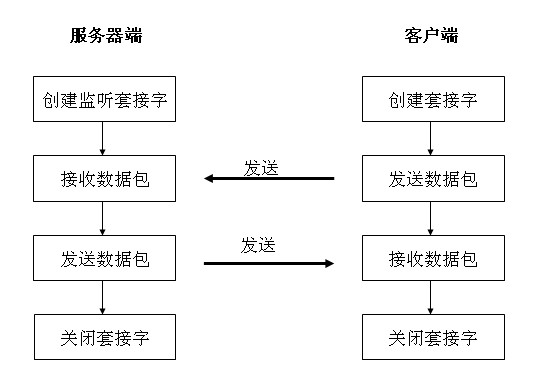 服务器端
客户端
创建监听套接字
创建套接字
接收数据包
发送
发送数据包
发送数据包
发送
接收数据包
关闭套接字
关闭套接字